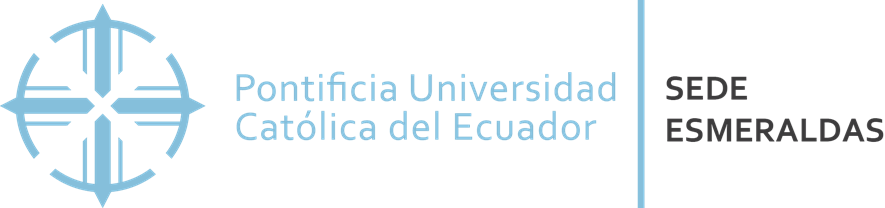 Pontificia Universidad
Católica del Ecuador
SEDE
ESMERALDAS